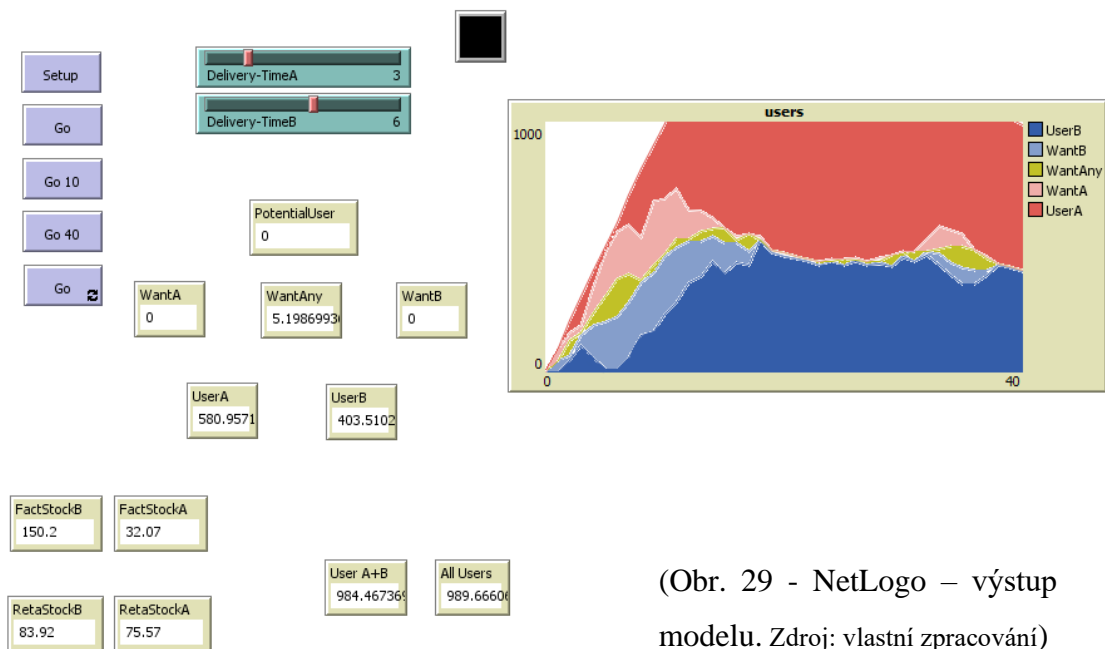 Setup
Go
Go 10
Go 40
Go
Delivery-TimeA 3
Delivery-TimeB 6
PotentialUser
0
WantA
0
WantAny
5.1986993
WantB
0
UserA
580.9571
UserB
403.5102
users
1000
0
0
40
UserB
WantB
WantAny
WantA
UserA
FactStockB
150.2
FactStockA
32.07
RetaStockB
83.92
RetaStockA
75.57
User A+B
984.467369
All Users
989.66606
(Obr. 29 - NetLogo – výstup
modelu. Zdroj: vlastní zpracování)